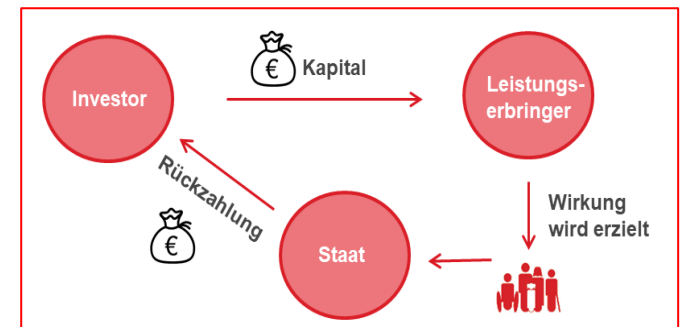 € Kapital
Investor
Leistungs-
erbringer
Rückzahlung
Wirkung
wird erzielt
€
Staat